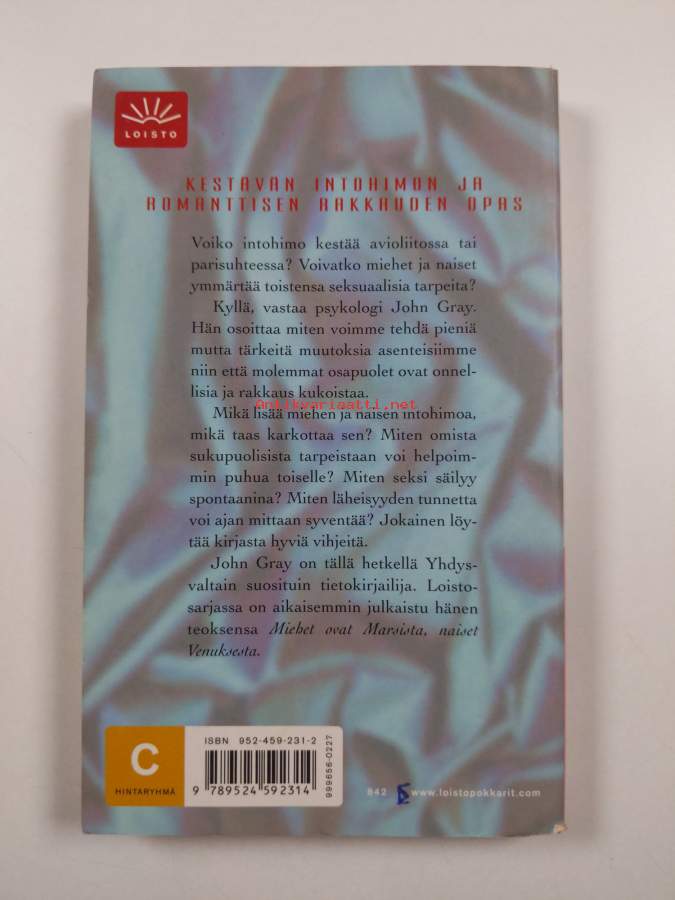 LOISTO
KESTÄVÄN INTOHIMON JA
ROMANTTISEN RAKKAUDEN OPAS
Voiko intohimo kestää avioliitossa tai
parisuhteessa? Voivatko miehet ja naiset
ymmärtää toistensa seksuaalisia tarpeita?
Kyllä, vastaa psykologi John Gray.
Hän osoittaa miten voimme tehdä pieniä
mutta tärkeitä muutoksia asenteisiimme
niin että molemmat osapuolet ovat onnel-
lisia ja rakkaus kukoistaa.
Antikvariaatti.net
Mikä lisää miehen ja naisen intohimoa,
mikä taas karkottaa sen? Miten omista
sukupuolisista tarpeistaan voi helpoim-
min puhua toiselle? Miten seksi säilyy
spontaanina? Miten läheisyyden tunnetta
voi ajan mittaan syventää? Jokainen löy-
tää kirjasta hyviä vihjeitä.
John Gray on tällä hetkellä Yhdys-
valtain suosituin tietokirjailija. Loisto-
sarjassa on aikaisemmin julkaistu hänen
teoksensa Miehet ovat Marsista, naiset
Venuksesta.
C
HINTARYHMÄ
ISBN 952-459-231-2
9 789524 592314
999656-0227
842 www.loistopokkarit.com